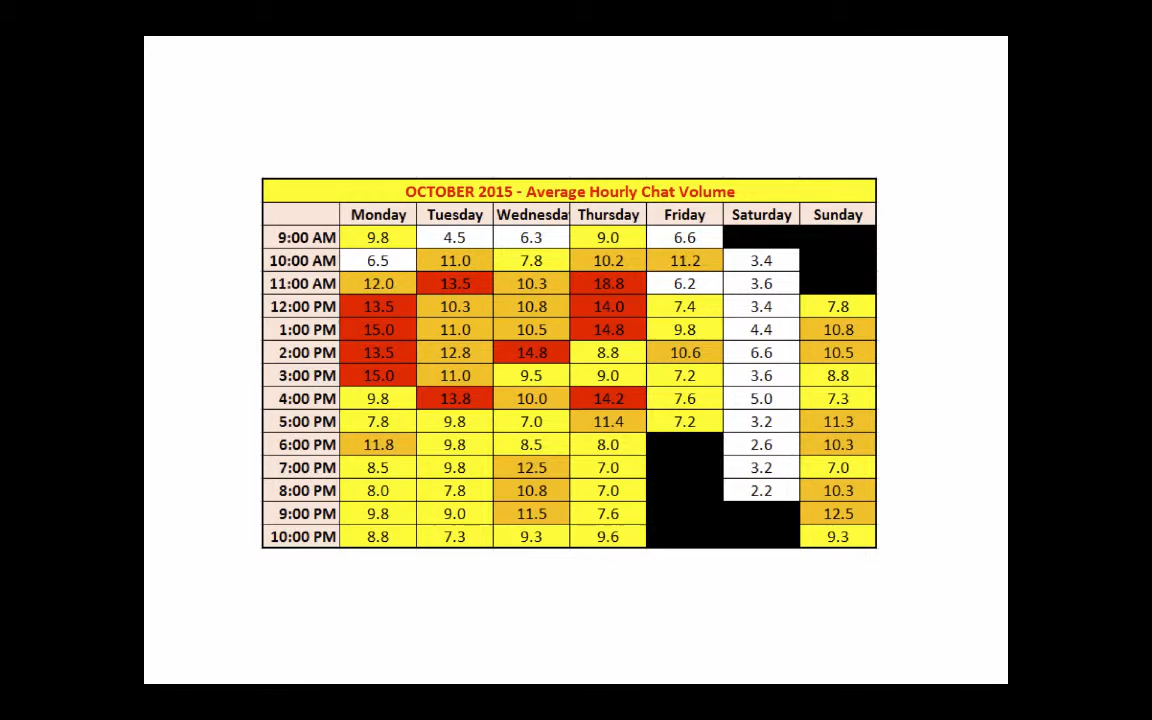 OCTOBER 2015 - Average Hourly Chat Volume
Monday Tuesday Wednesda Thursday Friday Saturday Sunday
9:00 AM 9.8 4.5 6.3 9.0 6.6
10:00 AM 6.5 11.0 7.8 10.2 11.2 3.4
11:00 AM 12.0 13.5 10.3 18.8 6.2 3.6
12:00 PM 13.5 10.3 10.8 14.0 7.4 3.4 7.8
1:00 PM 15.0 11.0 10.5 14.8 9.8 4.4 10.8
2:00 PM 13.5 12.8 14.8 8.8 10.6 6.6 10.5
3:00 PM 15.0 11.0 9.5 9.0 7.2 3.6 8.8
4:00 PM 9.8 13.8 10.0 14.2 7.6 5.0 7.3
5:00 PM 7.8 9.8 7.0 11.4 7.2 3.2 11.3
6:00 PM 11.8 9.8 8.5 8.0 2.6 10.3
7:00 PM 8.5 9.8 12.5 7.0 3.2 7.0
8:00 PM 8.0 7.8 10.8 7.0 2.2 10.3
9:00 PM 9.8 9.0 11.5 7.6 12.5
10:00 PM 8.8 7.3 9.3 9.6 9.3